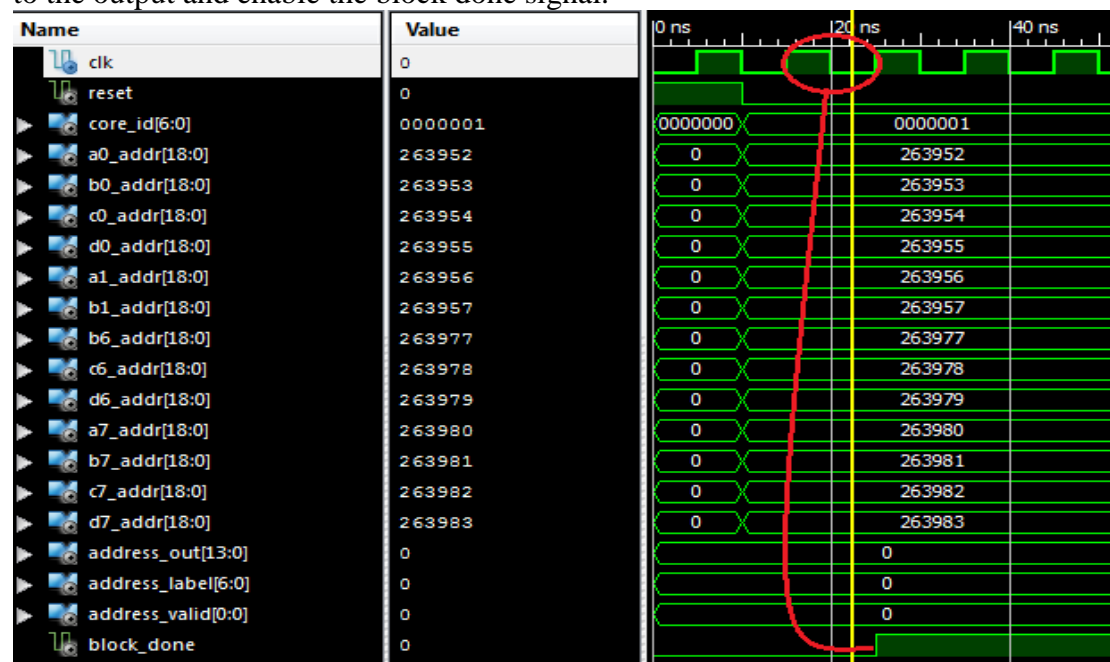 to the output and enable the block done signal.
Name Value 0 ns 20 ns 40 ns
clk 0
reset 0
core_id[6:0] 0000001 0000000 0000001
a0_addr[18:0] 263952 0 263952
b0_addr[18:0] 263953 0 263953
c0_addr[18:0] 263954 0 263954
d0_addr[18:0] 263955 0 263955
a1_addr[18:0] 263956 0 263956
b1_addr[18:0] 263957 0 263957
b6_addr[18:0] 263977 0 263977
c6_addr[18:0] 263978 0 263978
d6_addr[18:0] 263979 0 263979
a7_addr[18:0] 263980 0 263980
b7_addr[18:0] 263981 0 263981
c7_addr[18:0] 263982 0 263982
d7_addr[18:0] 263983 0 263983
address_out[13:0] 0 0
address_label[6:0] 0 0
address_valid[0:0] 0 0
block_done 0